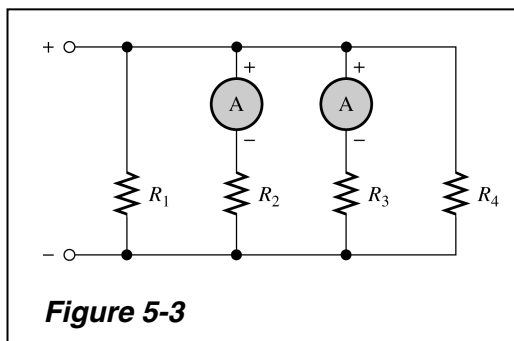 +
+ +
A A
− −
R1 R2 R3 R4
−
Figure 5-3